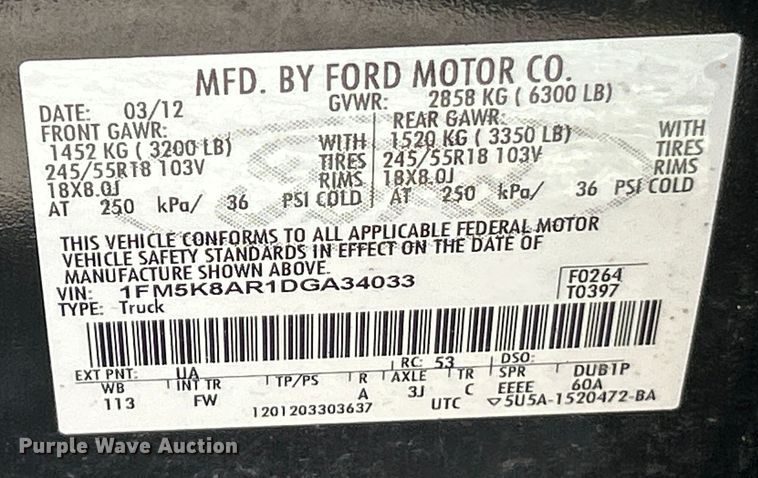 MFD. BY FORD MOTOR CO.
DATE: 03/12 GVWR: 2858 KG ( 6300 LB)
FRONT GAWR: REAR GAWR:
1452 KG ( 3200 LB) WITH 1520 KG ( 3350 LB) WITH
245/55R18 103V TIRES 245/55R18 103V TIRES
18X8.0J RIMS 18X8.0J RIMS
AT 250 kPa/ 36 PSI COLD AT 250 kPa/ 36 PSI COLD
THIS VEHICLE CONFORMS TO ALL APPLICABLE FEDERAL MOTOR
VEHICLE SAFETY STANDARDS IN EFFECT ON THE DATE OF
MANUFACTURE SHOWN ABOVE.
VIN: 1FM5K8AR1DGA34033 F0264
TYPE: Truck T0397
EXT PNT: UA RC: 53 DSO:
WB INT TR TP/PS R AXLE TR SPR DUB1P
113 FW A 3J C EEEE 60A
1201203303637 UTC ▽5U5A-1520472-BA
Purple Wave Auction